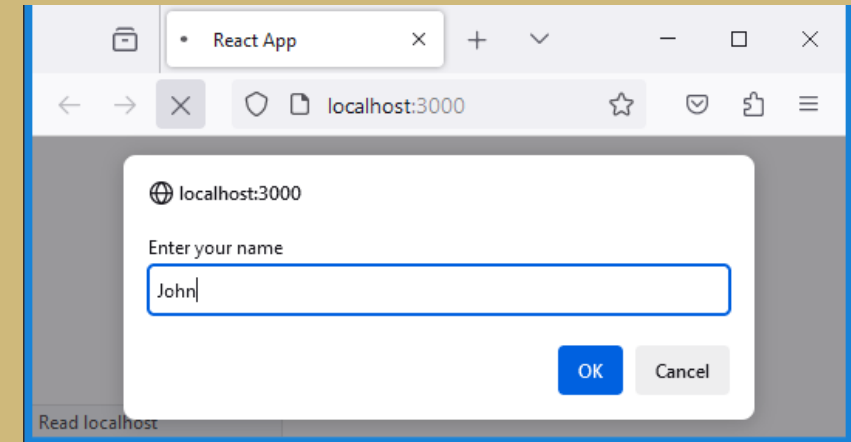 React App
localhost:3000
localhost:3000
Enter your name
John
OK Cancel
Read localhost